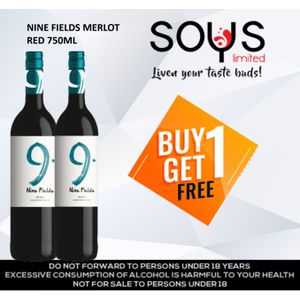 NINE FIELDS MERLOT
RED 750ML
SOYS
limited
Liven your taste buds!
9.
Nine Fields
9.
Nine Fields
BUY 1
GET
FREE
DO NOT FORWARD TO PERSONS UNDER 18 YEARS
EXCESSIVE CONSUMPTION OF ALCOHOL IS HARMFUL TO YOUR HEALTH
NOT FOR SALE TO PERSONS UNDER 18